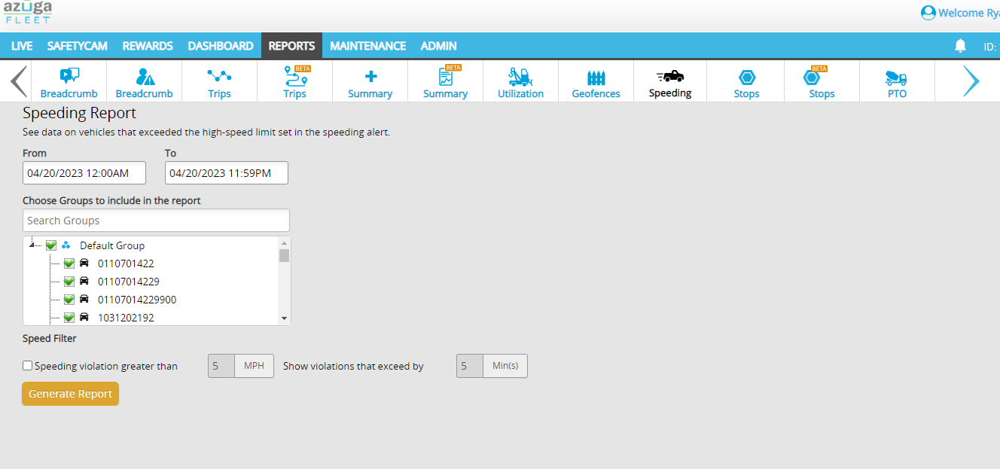 azuga
FLEET
Welcome Rya
LIVE SAFETYCAM REWARDS DASHBOARD REPORTS MAINTENANCE ADMIN ID:
BETA BETA BETA
Breadcrumb Breadcrumb Trips Trips Summary Summary Utilization Geofences Speeding Stops Stops PTO
Speeding Report
See data on vehicles that exceeded the high-speed limit set in the speeding alert.
From To
04/20/2023 12:00AM 04/20/2023 11:59PM
Choose Groups to include in the report
Search Groups
Default Group
0110701422
01107014229
01107014229900
1031202192
Speed Filter
Speeding violation greater than 5 MPH Show violations that exceed by 5 Min(s)
Generate Report